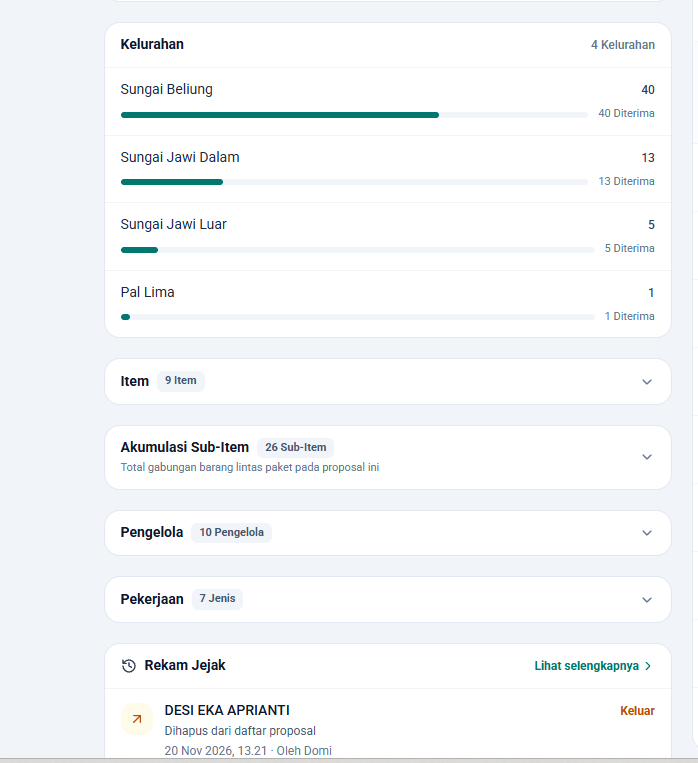 Kelurahan 4 Kelurahan
Sungai Beliung 40
40 Diterima
Sungai Jawi Dalam 13
13 Diterima
Sungai Jawi Luar 5
5 Diterima
Pal Lima 1
1 Diterima
Item 9 Item
Akumulasi Sub-Item 26 Sub-Item
Total gabungan barang lintas paket pada proposal ini
Pengelola 10 Pengelola
Pekerjaan 7 Jenis
Rekam Jejak Lihat selengkapnya
DESI EKA APRIANTI Keluar
Dihapus dari daftar proposal
20 Nov 2026, 13.21 · Oleh Domi